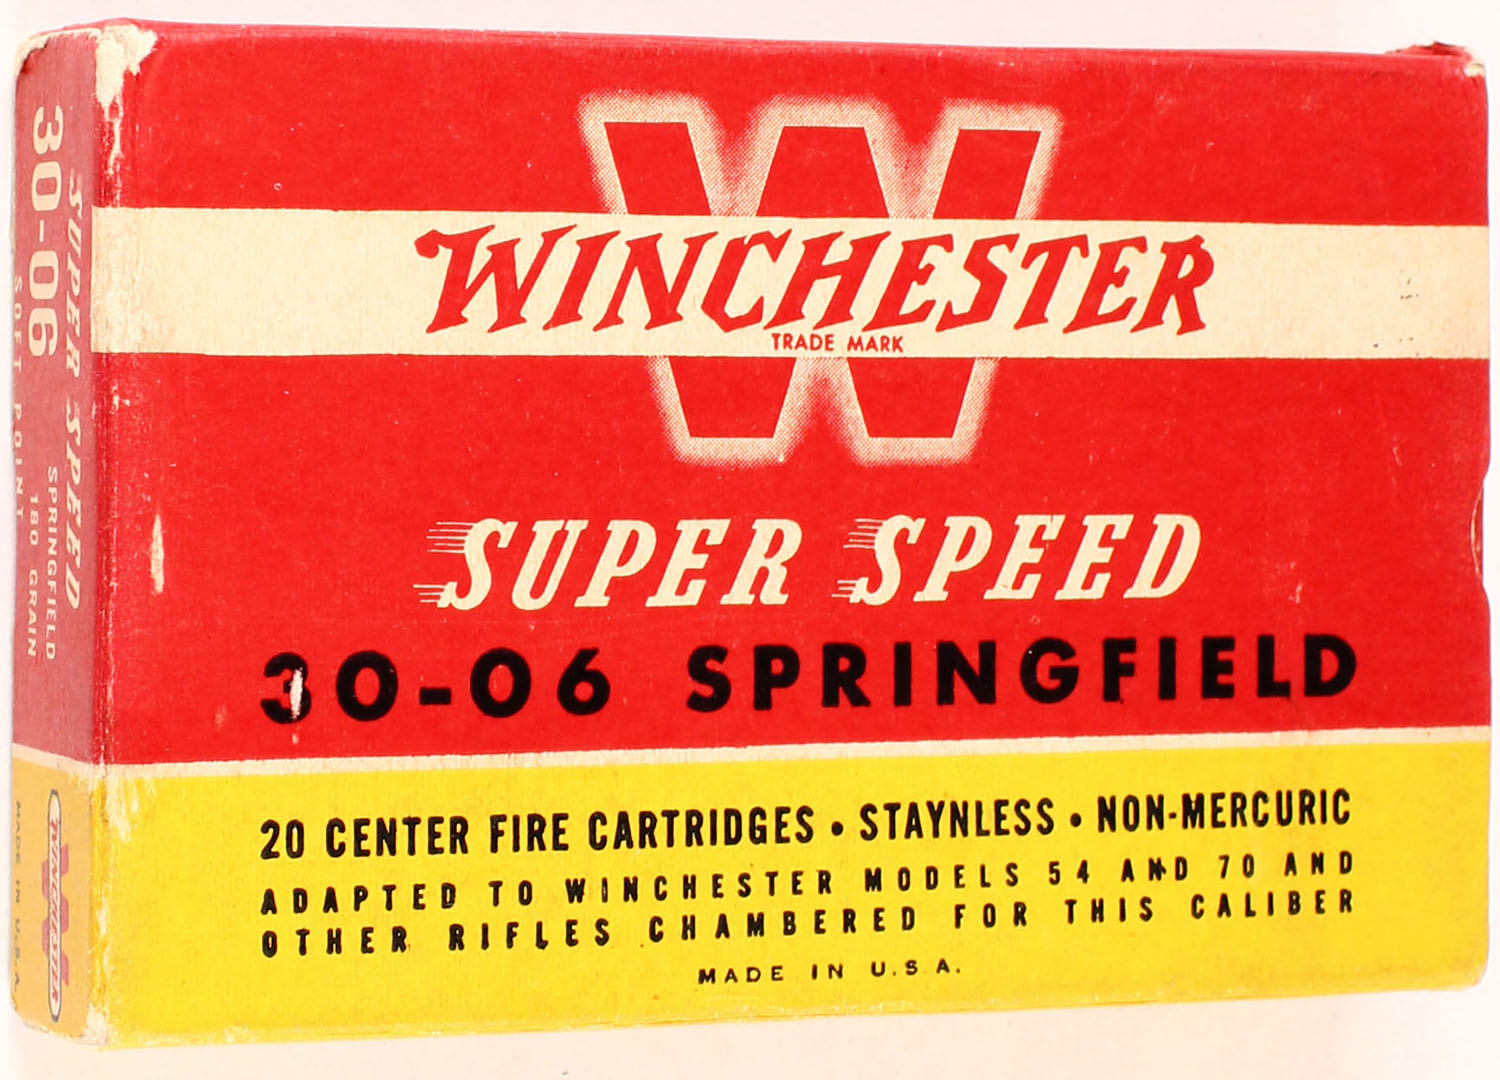 W
WINCHESTER
TRADE MARK
SUPER SPEED
30-06 SPRINGFIELD
20 CENTER FIRE CARTRIDGES • STAYNLESS • NON-MERCURIC
ADAPTED TO WINCHESTER MODELS 54 AND 70 AND
OTHER RIFLES CHAMBERED FOR THIS CALIBER
MADE IN U.S.A.
SUPER SPEED
30-06 SPRINGFIELD
180 GRAIN
SOFT POINT
W
WINCHESTER
MADE IN U.S.A.